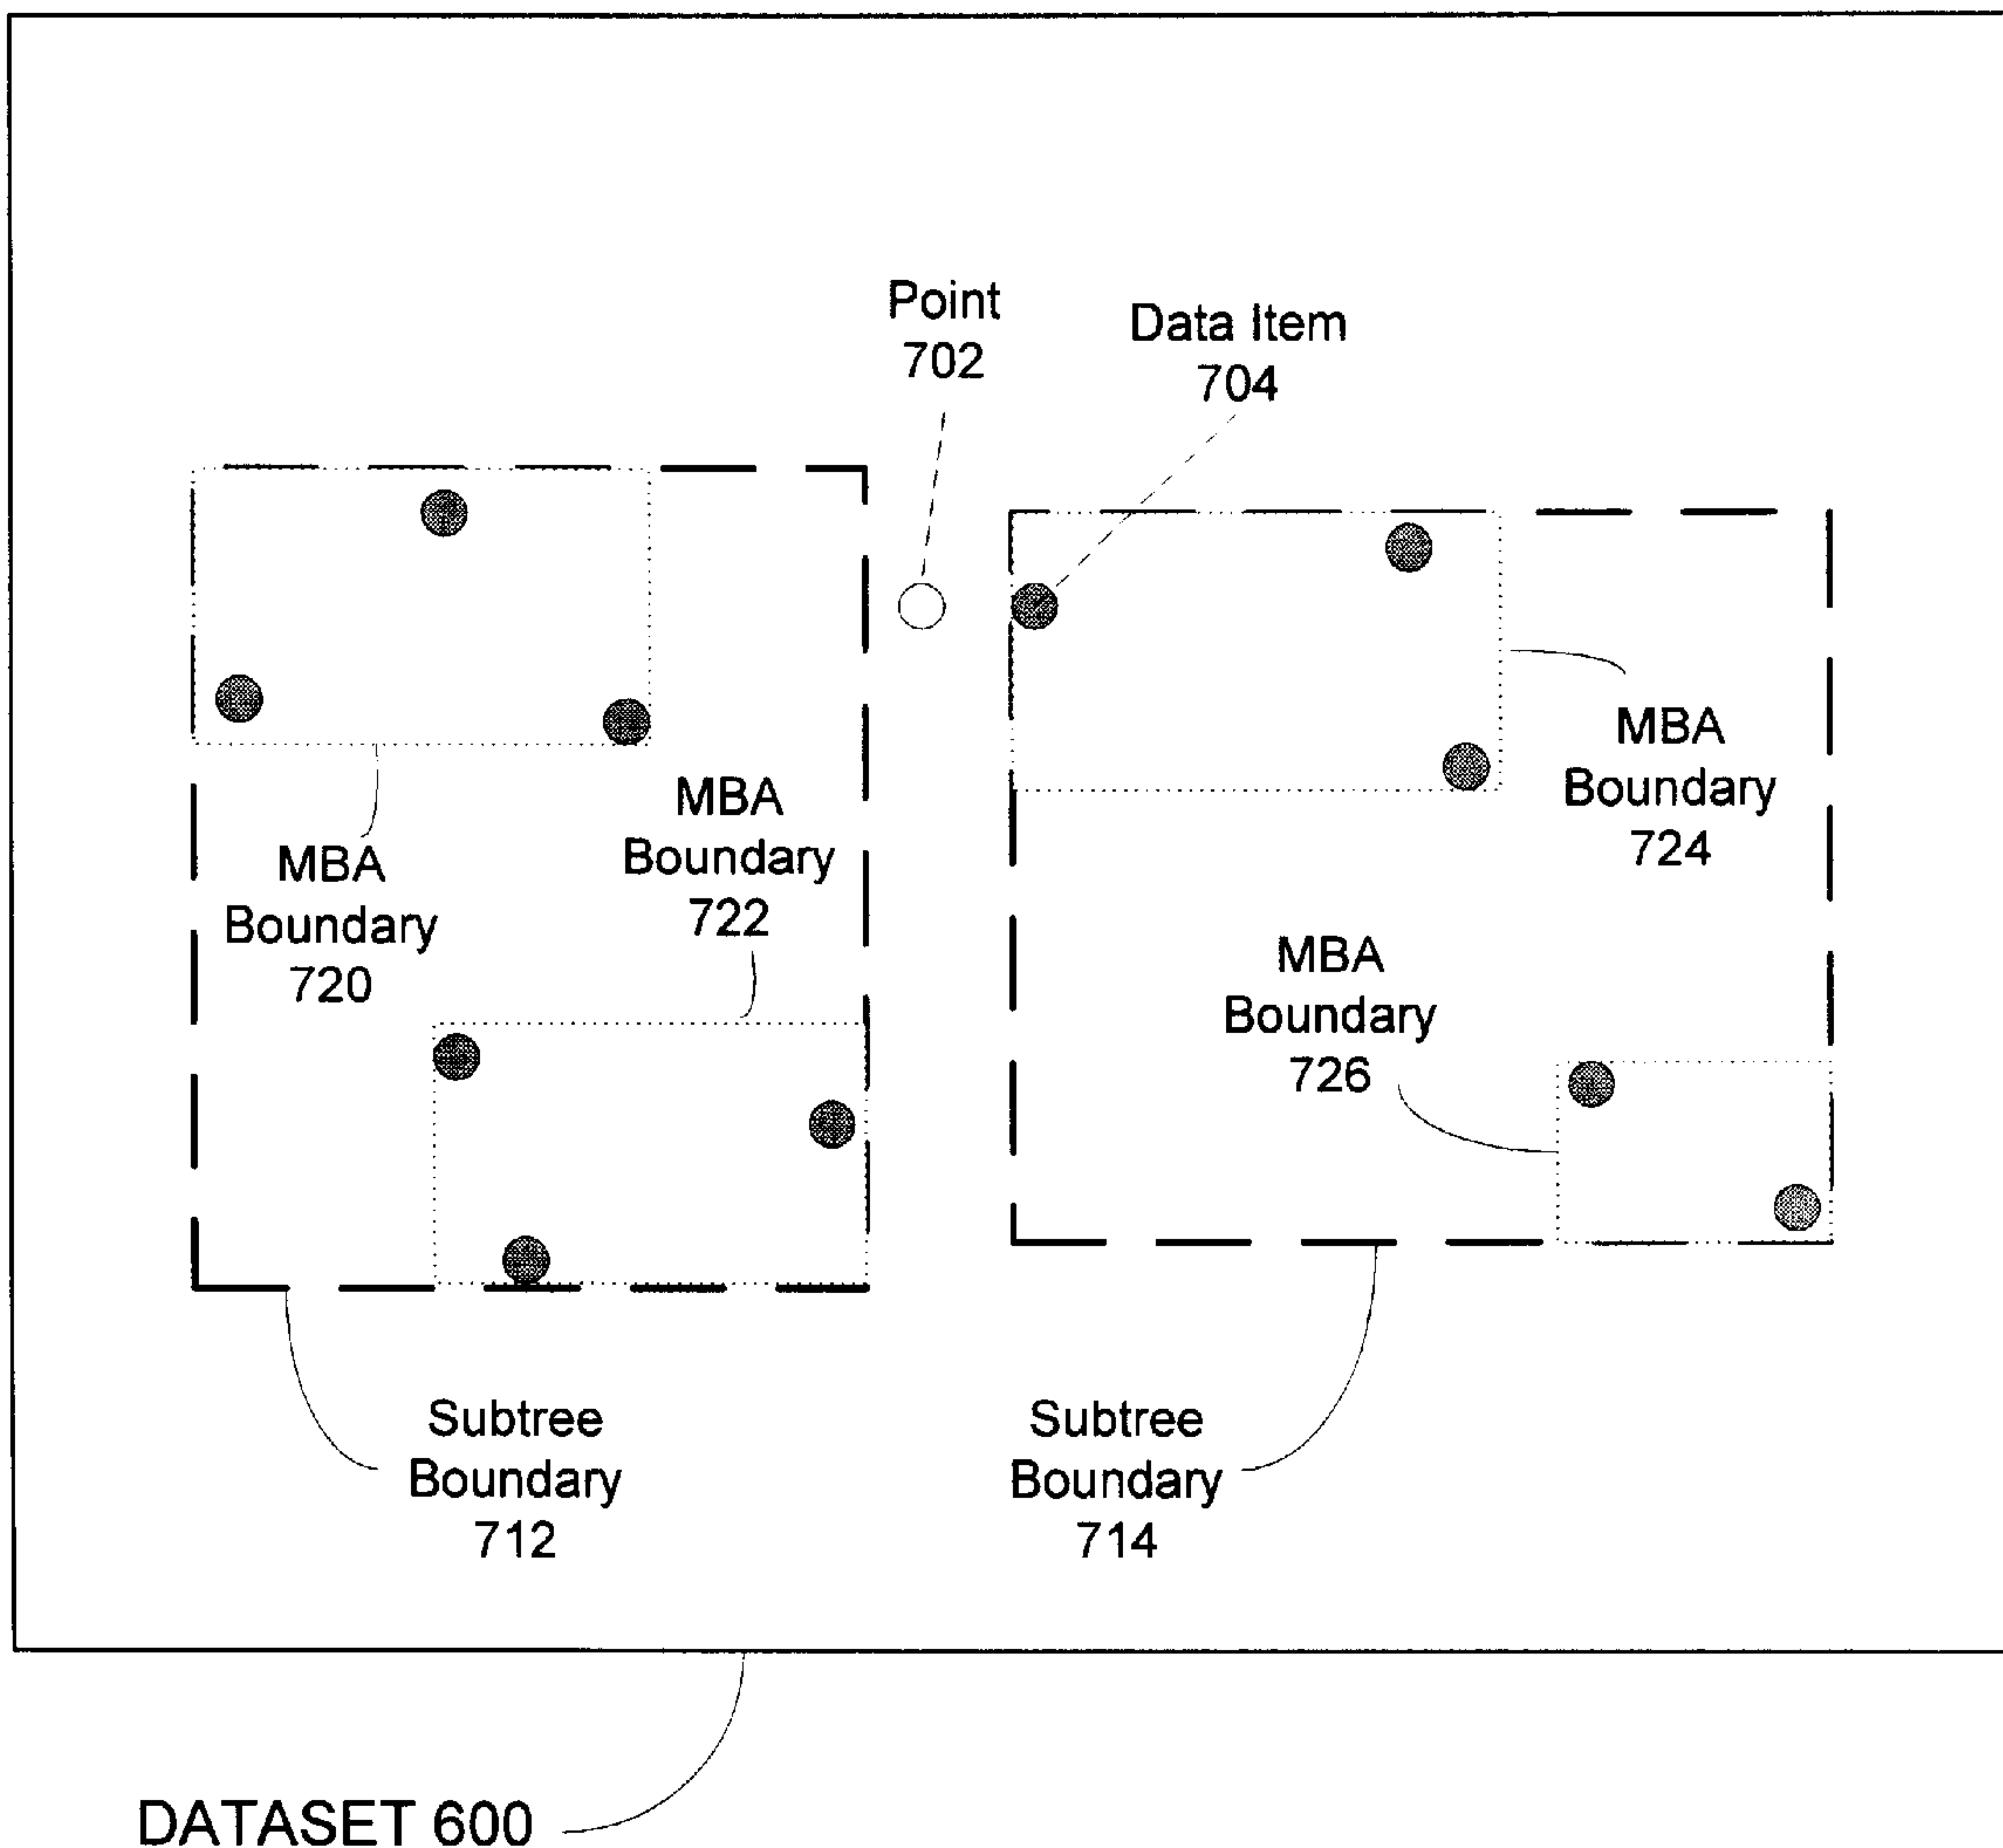 Point
702
Data Item
704
MBA
Boundary
720
MBA
Boundary
722
MBA
Boundary
724
MBA
Boundary
726
Subtree
Boundary
712
Subtree
Boundary
714
DATASET 600